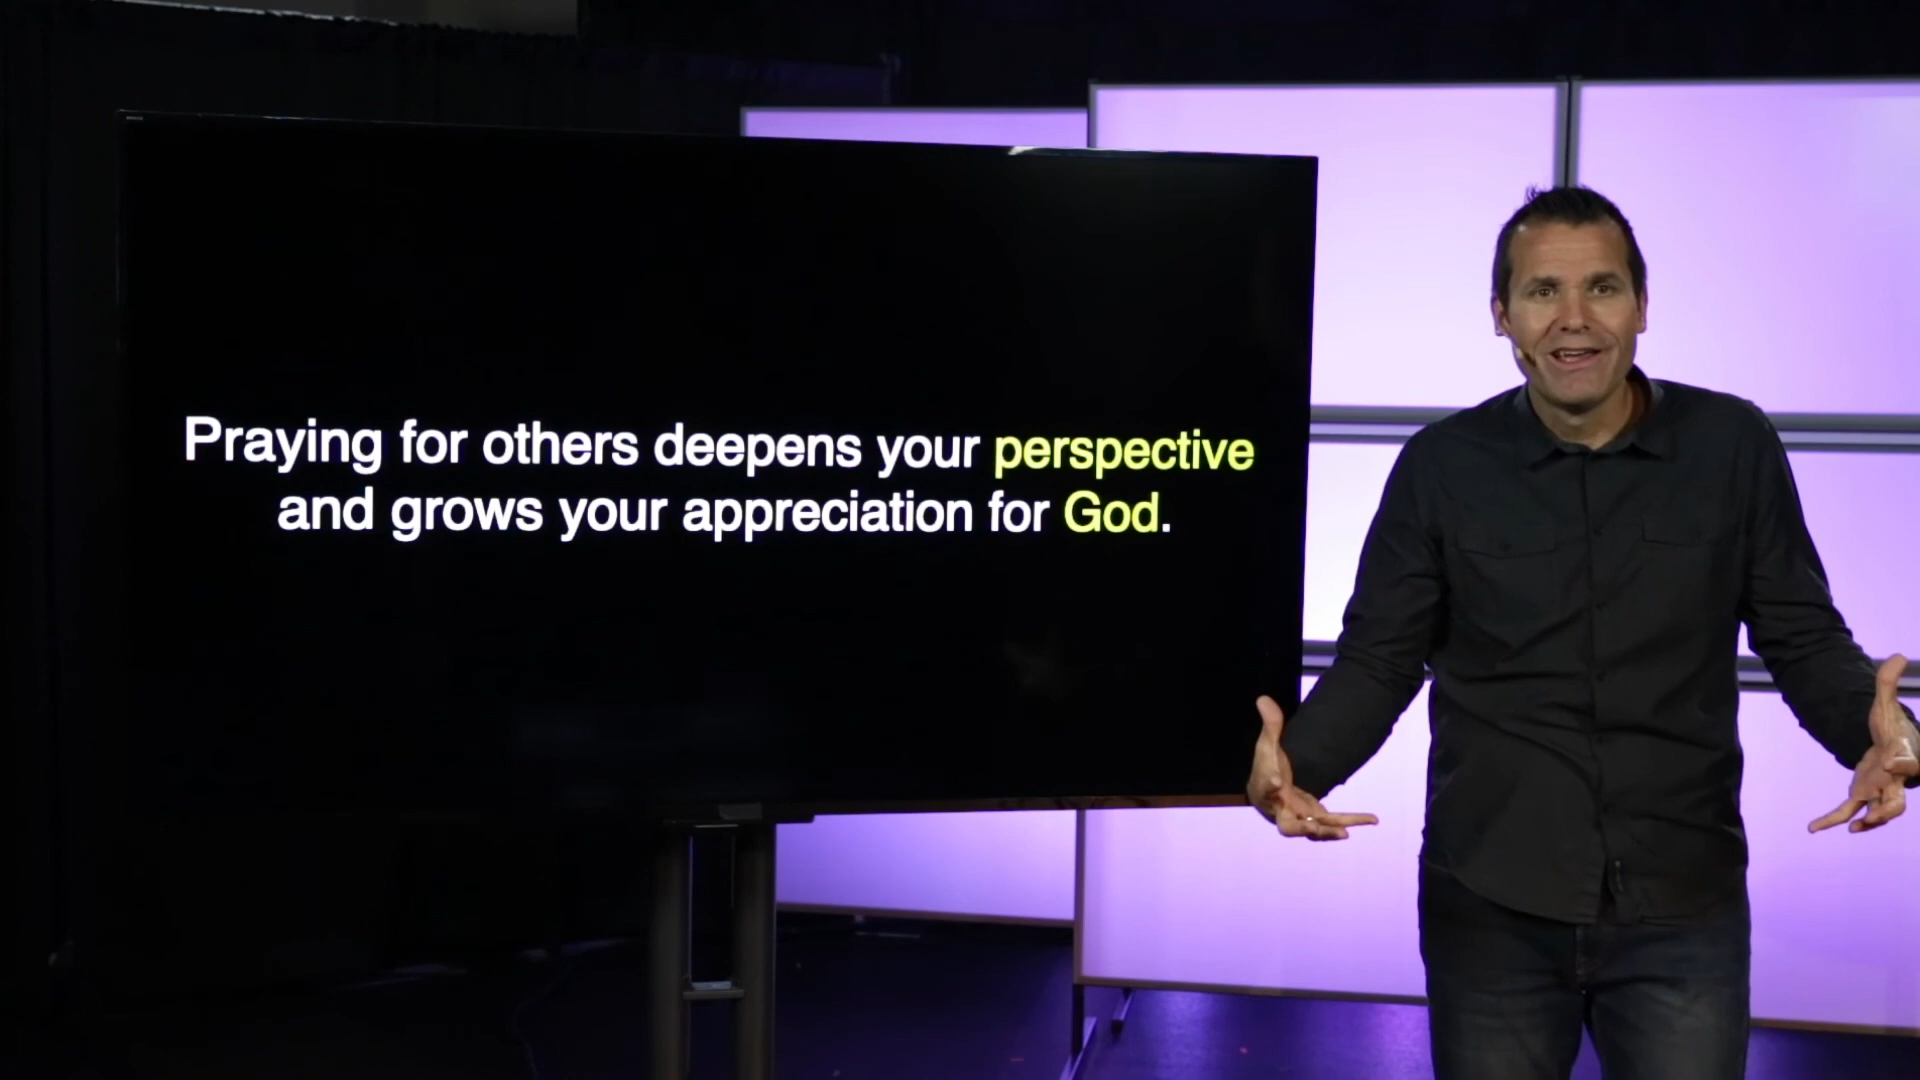 Praying for others deepens your perspective
and grows your appreciation for God.